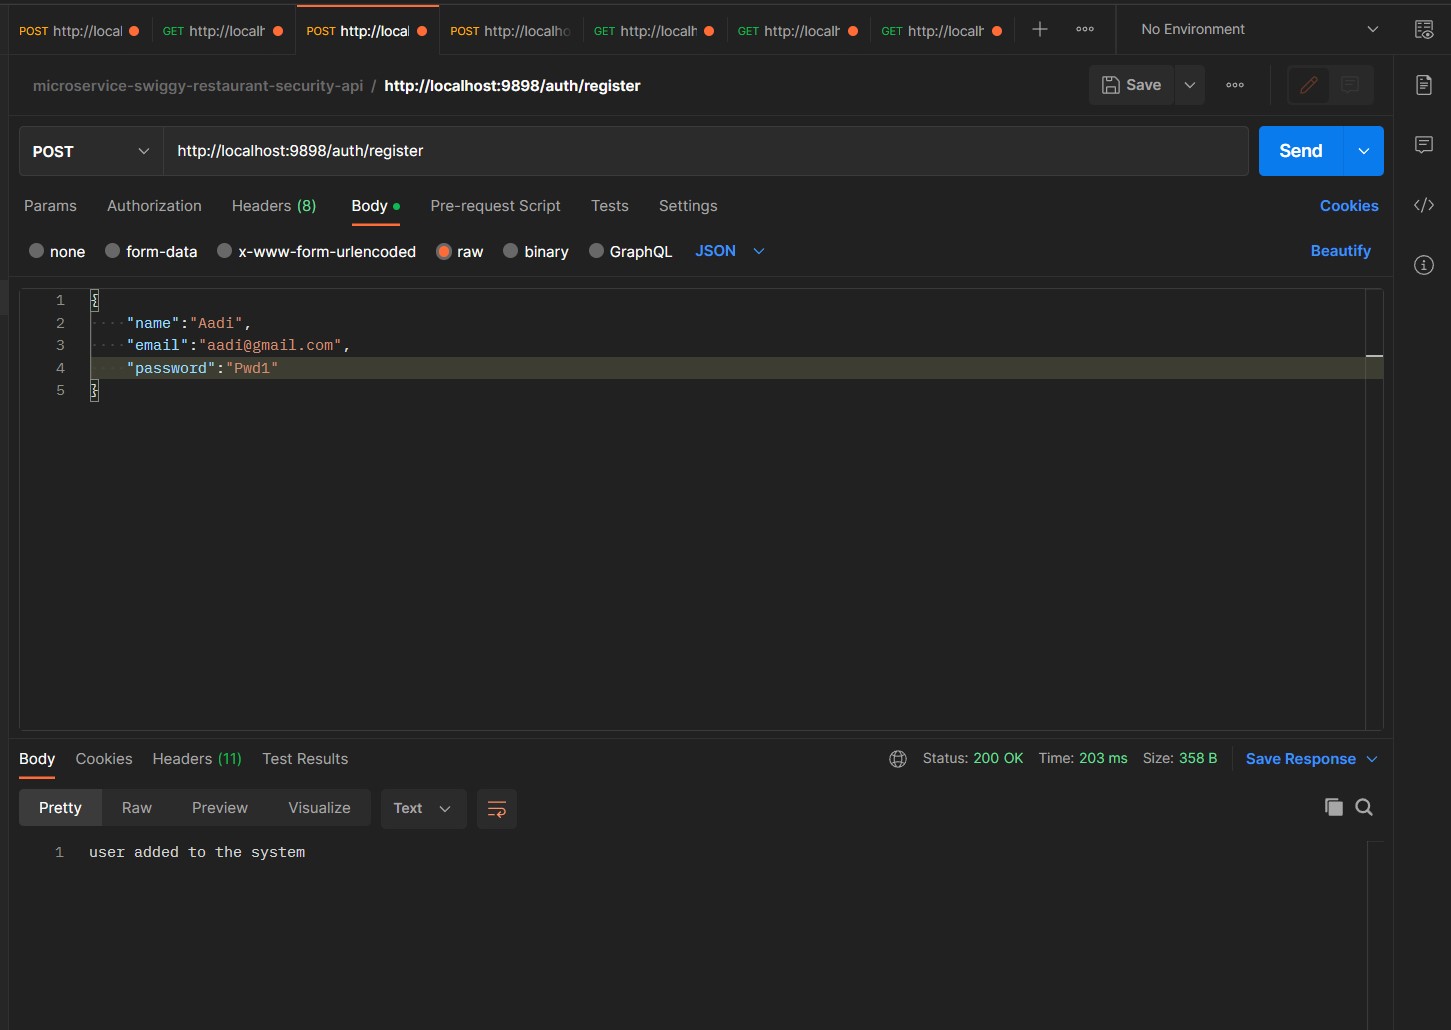 POST http://local GET http://localh POST http://local POST http://localho GET http://localh GET http://localh GET http://localh No Environment
microservice-swiggy-restaurant-security-api / http://localhost:9898/auth/register Save
POST http://localhost:9898/auth/register Send
Params Authorization Headers (8) Body Pre-request Script Tests Settings Cookies
none form-data x-www-form-urlencoded raw binary GraphQL JSON Beautify
1 {
2 "name":"Aadi",
3 "email":"aadi@gmail.com",
4 "password":"Pwd1"
5 }
Body Cookies Headers (11) Test Results Status: 200 OK Time: 203 ms Size: 358 B Save Response
Pretty Raw Preview Visualize Text
1 user added to the system